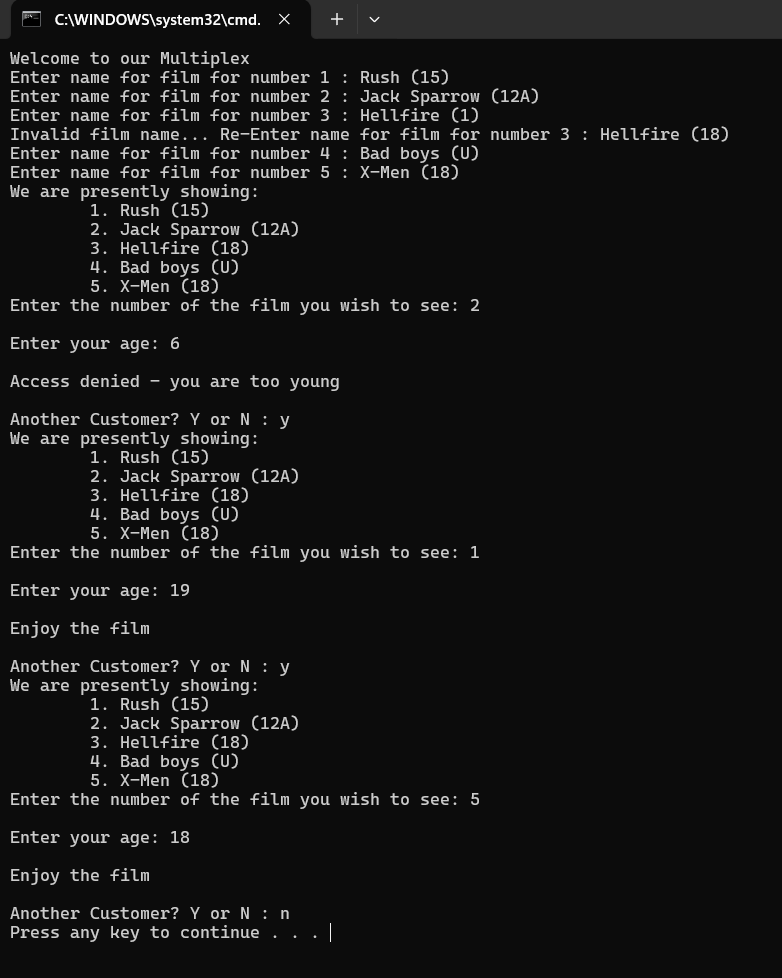 C:\WINDOWS\system32\cmd.
Welcome to our Multiplex
Enter name for film for number 1 : Rush (15)
Enter name for film for number 2 : Jack Sparrow (12A)
Enter name for film for number 3 : Hellfire (1)
Invalid film name... Re-Enter name for film for number 3 : Hellfire (18)
Enter name for film for number 4 : Bad boys (U)
Enter name for film for number 5 : X-Men (18)
We are presently showing:
1. Rush (15)
2. Jack Sparrow (12A)
3. Hellfire (18)
4. Bad boys (U)
5. X-Men (18)
Enter the number of the film you wish to see: 2
Enter your age: 6
Access denied - you are too young
Another Customer? Y or N : y
We are presently showing:
1. Rush (15)
2. Jack Sparrow (12A)
3. Hellfire (18)
4. Bad boys (U)
5. X-Men (18)
Enter the number of the film you wish to see: 1
Enter your age: 19
Enjoy the film
Another Customer? Y or N : y
We are presently showing:
1. Rush (15)
2. Jack Sparrow (12A)
3. Hellfire (18)
4. Bad boys (U)
5. X-Men (18)
Enter the number of the film you wish to see: 5
Enter your age: 18
Enjoy the film
Another Customer? Y or N : n
Press any key to continue . . .